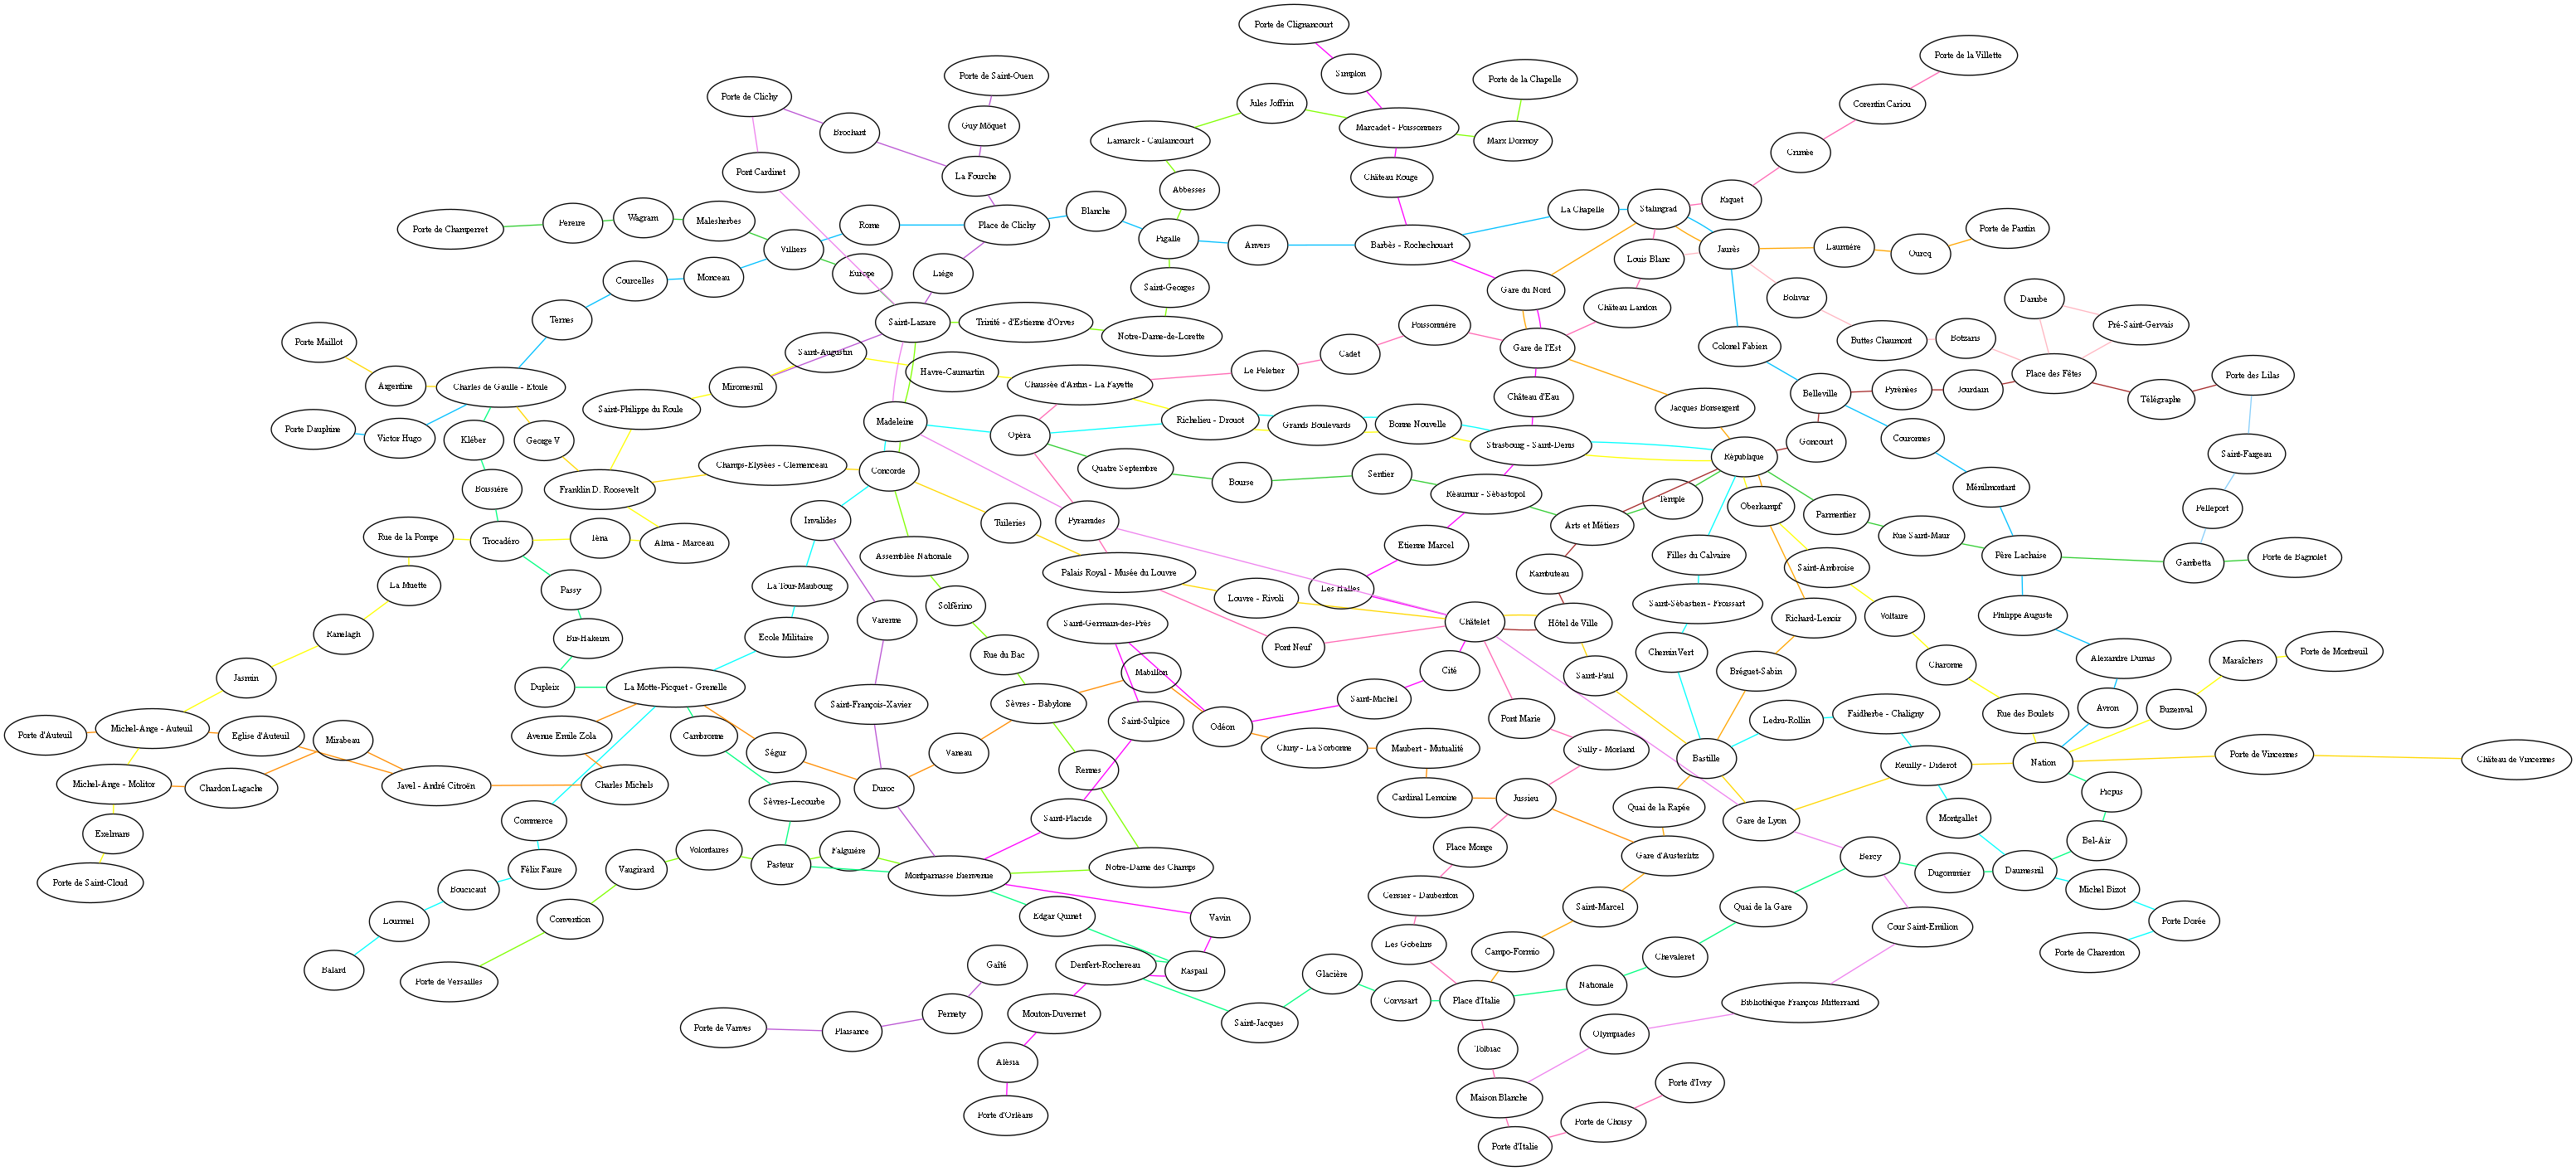 Porte de Clignancourt
Porte de la Villette
Simplon
Porte de Saint-Ouen
Porte de la Chapelle
Porte de Clichy
Jules Joffrin
Corentin Cariou
Guy Môquet
Marcadet - Poissonniers
Brochant
Lamarck - Caulaincourt
Marx Dormoy
Crimée
Pont Cardinet
La Fourche
Château Rouge
Abbesses
Riquet
Stalingrad
La Chapelle
Blanche
Wagram
Malesherbes
Pereire
Porte de Champerret
Rome
Place de Clichy
Porte de Pantin
Pigalle
Anvers
Barbès - Rochechouart
Villiers
Jaurès
Laumière
Ourcq
Louis Blanc
Europe
Liège
Monceau
Courcelles
Saint-Georges
Gare du Nord
Bolivar
Danube
Château Landon
Ternes
Saint-Lazare
Trinité - d'Estienne d'Orves
Poissonnière
Pré-Saint-Gervais
Notre-Dame-de-Lorette
Porte Maillot
Buttes Chaumont
Botzaris
Colonel Fabien
Gare de l'Est
Saint-Augustin
Cadet
Havre-Caumartin
Le Peletier
Place des Fêtes
Porte des Lilas
Argentine
Charles de Gaulle - Etoile
Miromesnil
Chaussée d'Antin - La Fayette
Pyrénées
Jourdain
Belleville
Château d'Eau
Télégraphe
Saint-Philippe du Roule
Jacques Bonsergent
Madeleine
Richelieu - Drouot
Grands Boulevards
Bonne Nouvelle
Porte Dauphine
Victor Hugo
Kléber
George V
Opéra
Strasbourg - Saint-Denis
Goncourt
Couronnes
Saint-Fargeau
République
Champs-Elysées - Clemenceau
Concorde
Quatre Septembre
Bourse
Sentier
Boissière
Franklin D. Roosevelt
Réaumur - Sébastopol
Temple
Ménilmontant
Oberkampf
Pelleport
Parmentier
Invalides
Tuileries
Pyramides
Arts et Métiers
Rue de la Pompe
Trocadéro
Iéna
Alma - Marceau
Rue Saint-Maur
Etienne Marcel
Assemblée Nationale
Filles du Calvaire
Père Lachaise
Gambetta
Porte de Bagnolet
Saint-Ambroise
Palais Royal - Musée du Louvre
Rambuteau
La Muette
Passy
La Tour-Maubourg
Les Halles
Louvre - Rivoli
Solférino
Saint-Sébastien - Froissart
Voltaire
Philippe Auguste
Richard-Lenoir
Varenne
Saint-Germain-des-Prés
Châtelet
Hôtel de Ville
Ranelagh
Bir-Hakeim
Ecole Militaire
Pont Neuf
Chemin Vert
Rue du Bac
Maraîchers
Porte de Montreuil
Alexandre Dumas
Charonne
Bréguet-Sabin
Mabillon
Cité
Saint-Paul
Jasmin
Dupleix
La Motte-Picquet - Grenelle
Saint-Michel
Saint-François-Xavier
Sèvres - Babylone
Avron
Buzenval
Rue des Boulets
Faidherbe - Chaligny
Ledru-Rollin
Pont Marie
Saint-Sulpice
Odéon
Porte d'Auteuil
Michel-Ange - Auteuil
Eglise d'Auteuil
Mirabeau
Avenue Emile Zola
Cambronne
Ségur
Vaneau
Cluny - La Sorbonne
Maubert - Mutualité
Sully - Morland
Bastille
Reuilly - Diderot
Nation
Porte de Vincennes
Château de Vincennes
Rennes
Michel-Ange - Molitor
Chardon Lagache
Javel - André Citroën
Charles Michels
Duroc
Cardinal Lemoine
Jussieu
Picpus
Sèvres-Lecourbe
Quai de la Rapée
Commerce
Saint-Placide
Gare de Lyon
Montgallet
Exelmans
Place Monge
Bel-Air
Volontaires
Falguière
Gare d'Austerlitz
Bercy
Vaugirard
Pasteur
Félix Faure
Notre-Dame des Champs
Daumesnil
Dugommier
Porte de Saint-Cloud
Montparnasse Bienvenue
Boucicaut
Censier - Daubenton
Michel Bizot
Saint-Marcel
Quai de la Gare
Lourmel
Convention
Edgar Quinet
Vavin
Porte Dorée
Cour Saint-Emilion
Les Gobelins
Campo-Formio
Porte de Charenton
Chevaleret
Balard
Gaîté
Denfert-Rochereau
Raspail
Glacière
Porte de Versailles
Nationale
Corvisart
Place d'Italie
Bibliothèque François Mitterrand
Pernety
Mouton-Duvernet
Saint-Jacques
Porte de Vanves
Plaisance
Olympiades
Tolbiac
Alésia
Porte d'Ivry
Maison Blanche
Porte d'Orléans
Porte de Choisy
Porte d'Italie